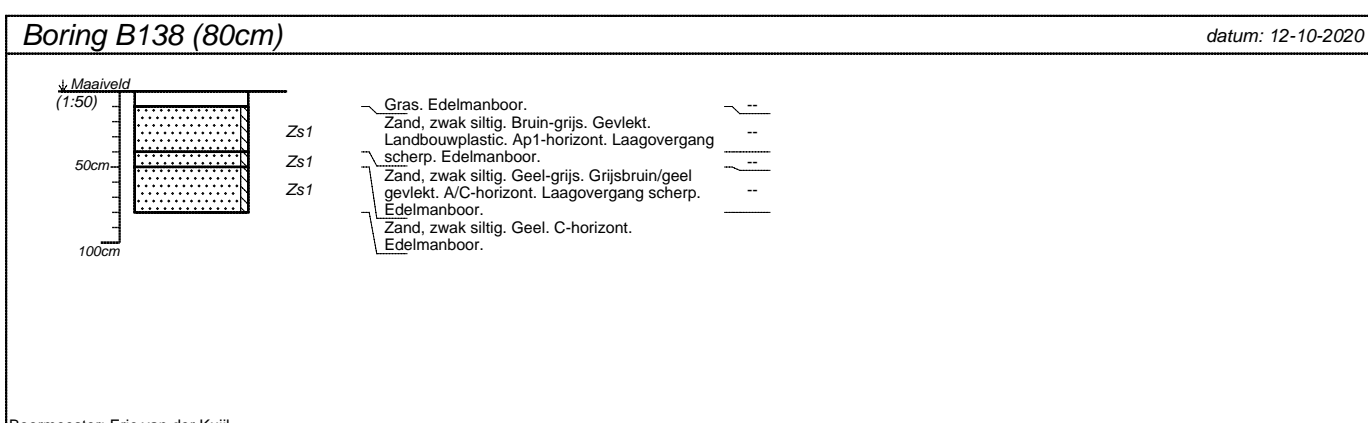 Boring B138 (80cm)
datum: 12-10-2020
Maaiveld
(1:50)
50cm
100cm
Zs1
Zs1
Zs1
Gras. Edelmanboor.
Zand, zwak siltig. Bruin-grijs. Gevlekt.
Landbouwplastic. Ap1-horizont. Laagovergang
scherp. Edelmanboor.
Zand, zwak siltig. Geel-grijs. Grijsbruin/geel
gevlekt. A/C-horizont. Laagovergang scherp.
Edelmanboor.
Zand, zwak siltig. Geel. C-horizont.
Edelmanboor.
--
--
--
--